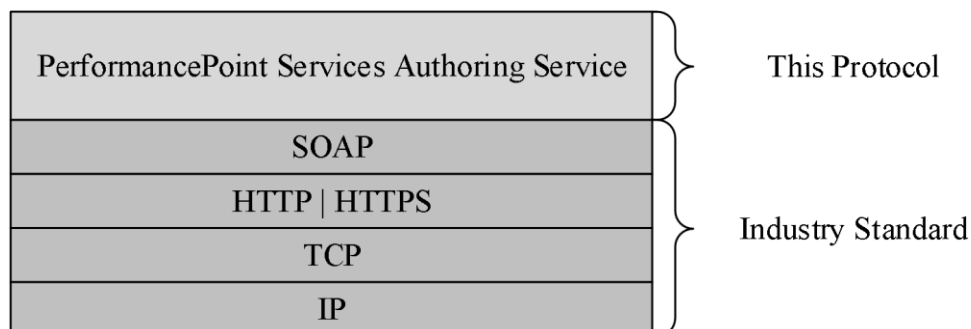 PerformancePoint Services Authoring Service
This Protocol
SOAP
HTTP | HTTPS
TCP
IP
Industry Standard